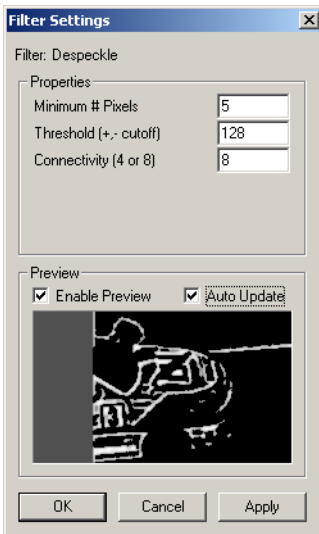 Filter Settings
Filter: Despeckle
Properties
Minimum # Pixels 5
Threshold (+,- cutoff) 128
Connectivity (4 or 8) 8
Preview
Enable Preview Auto Update
OK Cancel Apply